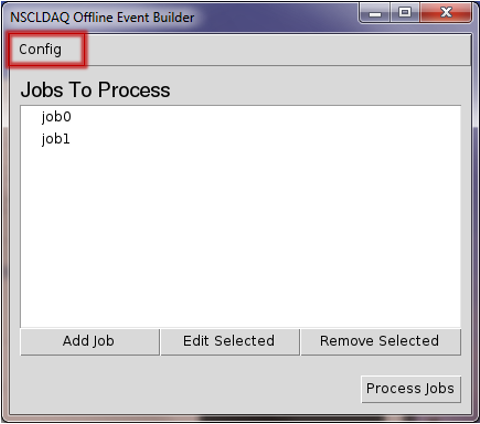 NSCLDAQ Offline Event Builder
Config
Jobs To Process
job0
job1
Add Job Edit Selected Remove Selected
Process Jobs